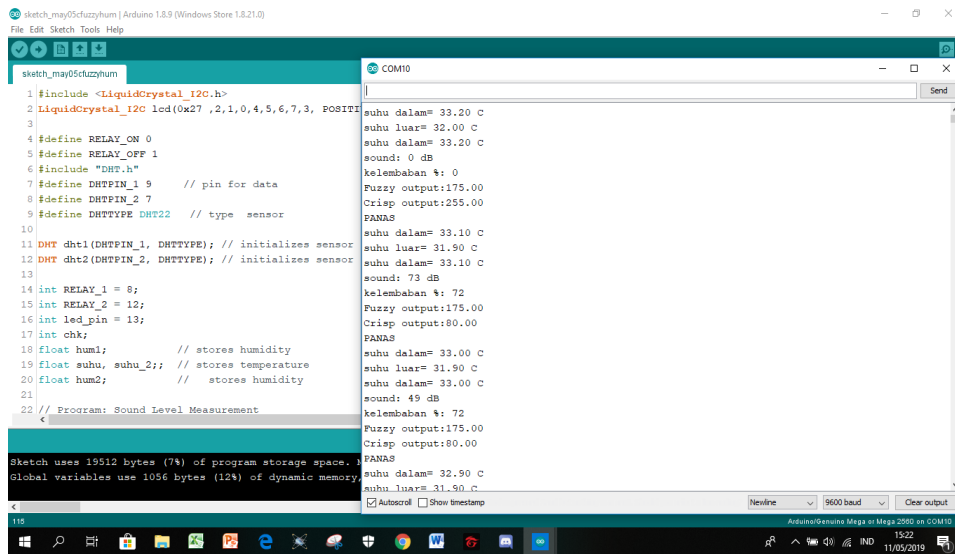 sketch_may05cfuzzyhum | Arduino 1.8.9 (Windows Store 1.8.21.0)
File Edit Sketch Tools Help
sketch_may05cfuzzyhum
1 #include <LiquidCrystal_I2C.h>
2 LiquidCrystal_I2C lcd(0x27 ,2,1,0,4,5,6,7,3, POSITI
3
4 #define RELAY_ON 0
5 #define RELAY_OFF 1
6 #include "DHT.h"
7 #define DHTPIN_1 9 // pin for data
8 #define DHTPIN_2 7
9 #define DHTTYPE DHT22 // type sensor
10
11 DHT dht1(DHTPIN_1, DHTTYPE); // initializes sensor
12 DHT dht2(DHTPIN_2, DHTTYPE); // initializes sensor
13
14 int RELAY_1 = 8;
15 int RELAY_2 = 12;
16 int led_pin = 13;
17 int chk;
18 float hum1; // stores humidity
19 float suhu, suhu_2;; // stores temperature
20 float hum2; // stores humidity
21
22 // Program: Sound Level Measurement
Sketch uses 19512 bytes (7%) of program storage space.
Global variables use 1056 bytes (12%) of dynamic memory,
COM10
Send
suhu dalam= 33.20 C
suhu luar= 32.00 C
suhu dalam= 33.20 C
sound: 0 dB
kelembaban %: 0
Fuzzy output:175.00
Crisp output:255.00
PANAS
suhu dalam= 33.10 C
suhu luar= 31.90 C
suhu dalam= 33.10 C
sound: 73 dB
kelembaban %: 72
Fuzzy output:175.00
Crisp output:80.00
PANAS
suhu dalam= 33.00 C
suhu luar= 31.90 C
suhu dalam= 33.00 C
sound: 49 dB
kelembaban %: 72
Fuzzy output:175.00
Crisp output:80.00
PANAS
suhu dalam= 32.90 C
suhu luar= 31.90 C
Autoscroll Show timestamp Newline 9600 baud Clear output
116 Arduino/Genuino Mega or Mega 2560 on COM10
IND 15:22
11/05/2019